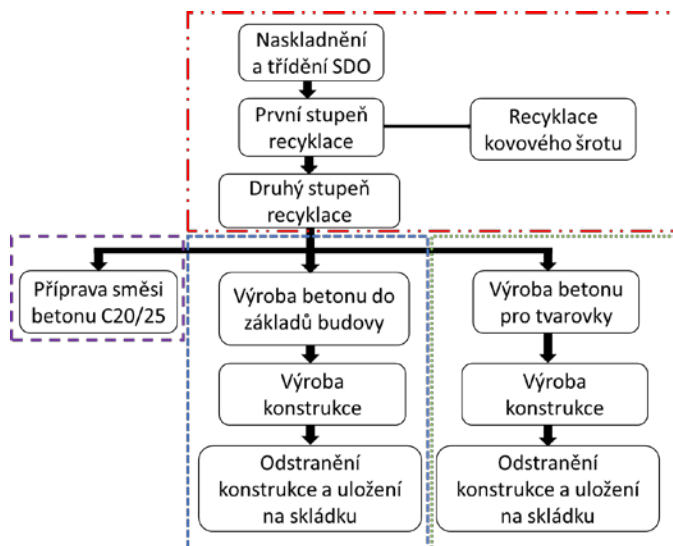 Naskladnění
a třídění SDO
První stupeň
recyklace
Recyklace
kovového šrotu
Druhý stupeň
recyklace
Příprava směsi
betonu C20/25
Výroba betonu do
základů budovy
Výroba betonu
pro tvarovky
Výroba
konstrukce
Výroba
konstrukce
Odstranění
konstrukce a uložení
na skládku
Odstranění
konstrukce a uložení
na skládku